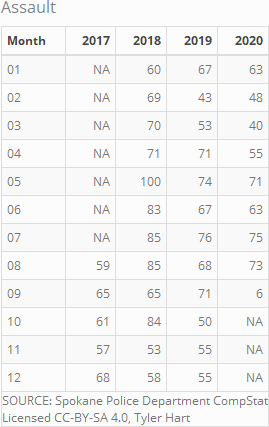 Assault
Month 2017 2018 2019 2020
01 NA 60 67 63
02 NA 69 43 48
03 NA 70 53 40
04 NA 71 71 55
05 NA 100 74 71
06 NA 83 67 63
07 NA 85 76 75
08 59 85 68 73
09 65 65 71 6
10 61 84 50 NA
11 57 53 55 NA
12 68 58 55 NA
SOURCE: Spokane Police Department CompStat
Licensed CC-BY-SA 4.0, Tyler Hart